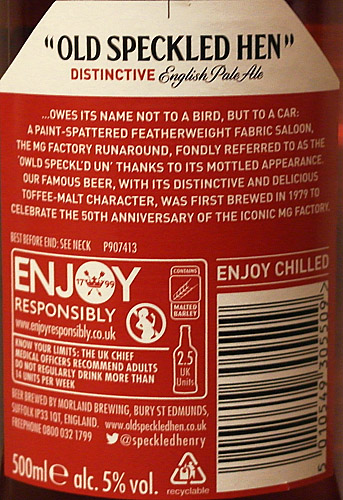 "OLD SPECKLED HEN"
DISTINCTIVE English Pale Ale
...OWES ITS NAME NOT TO A BIRD, BUT TO A CAR:
A PAINT-SPATTERED FEATHERWEIGHT FABRIC SALOON,
THE MG FACTORY RUNAROUND, FONDLY REFERRED TO AS THE
'OWLD SPECKL'D UN' THANKS TO ITS MOTTLED APPEARANCE.
OUR FAMOUS BEER, WITH ITS DISTINCTIVE AND DELICIOUS
TOFFEE-MALT CHARACTER, WAS FIRST BREWED IN 1979 TO
CELEBRATE THE 50TH ANNIVERSARY OF THE ICONIC MG FACTORY.
BEST BEFORE END: SEE NECK P907413
ENJOY
17 99
RESPONSIBLY
www.enjoyresponsibly.co.uk
KNOW YOUR LIMITS: THE UK CHIEF
MEDICAL OFFICERS RECOMMEND ADULTS
DO NOT REGULARLY DRINK MORE THAN
14 UNITS PER WEEK
CONTAINS
MALTED
BARLEY
2.5
UK
Units
ENJOY CHILLED
BEER BREWED BY MORLAND BREWING, BURY ST EDMUNDS,
SUFFOLK IP33 1QT, ENGLAND. www.oldspeckledhen.co.uk
FREEPHONE 0800 032 1799 @speckledhenry
500ml e alc. 5% vol.
recyclable
5 010549 305509 >